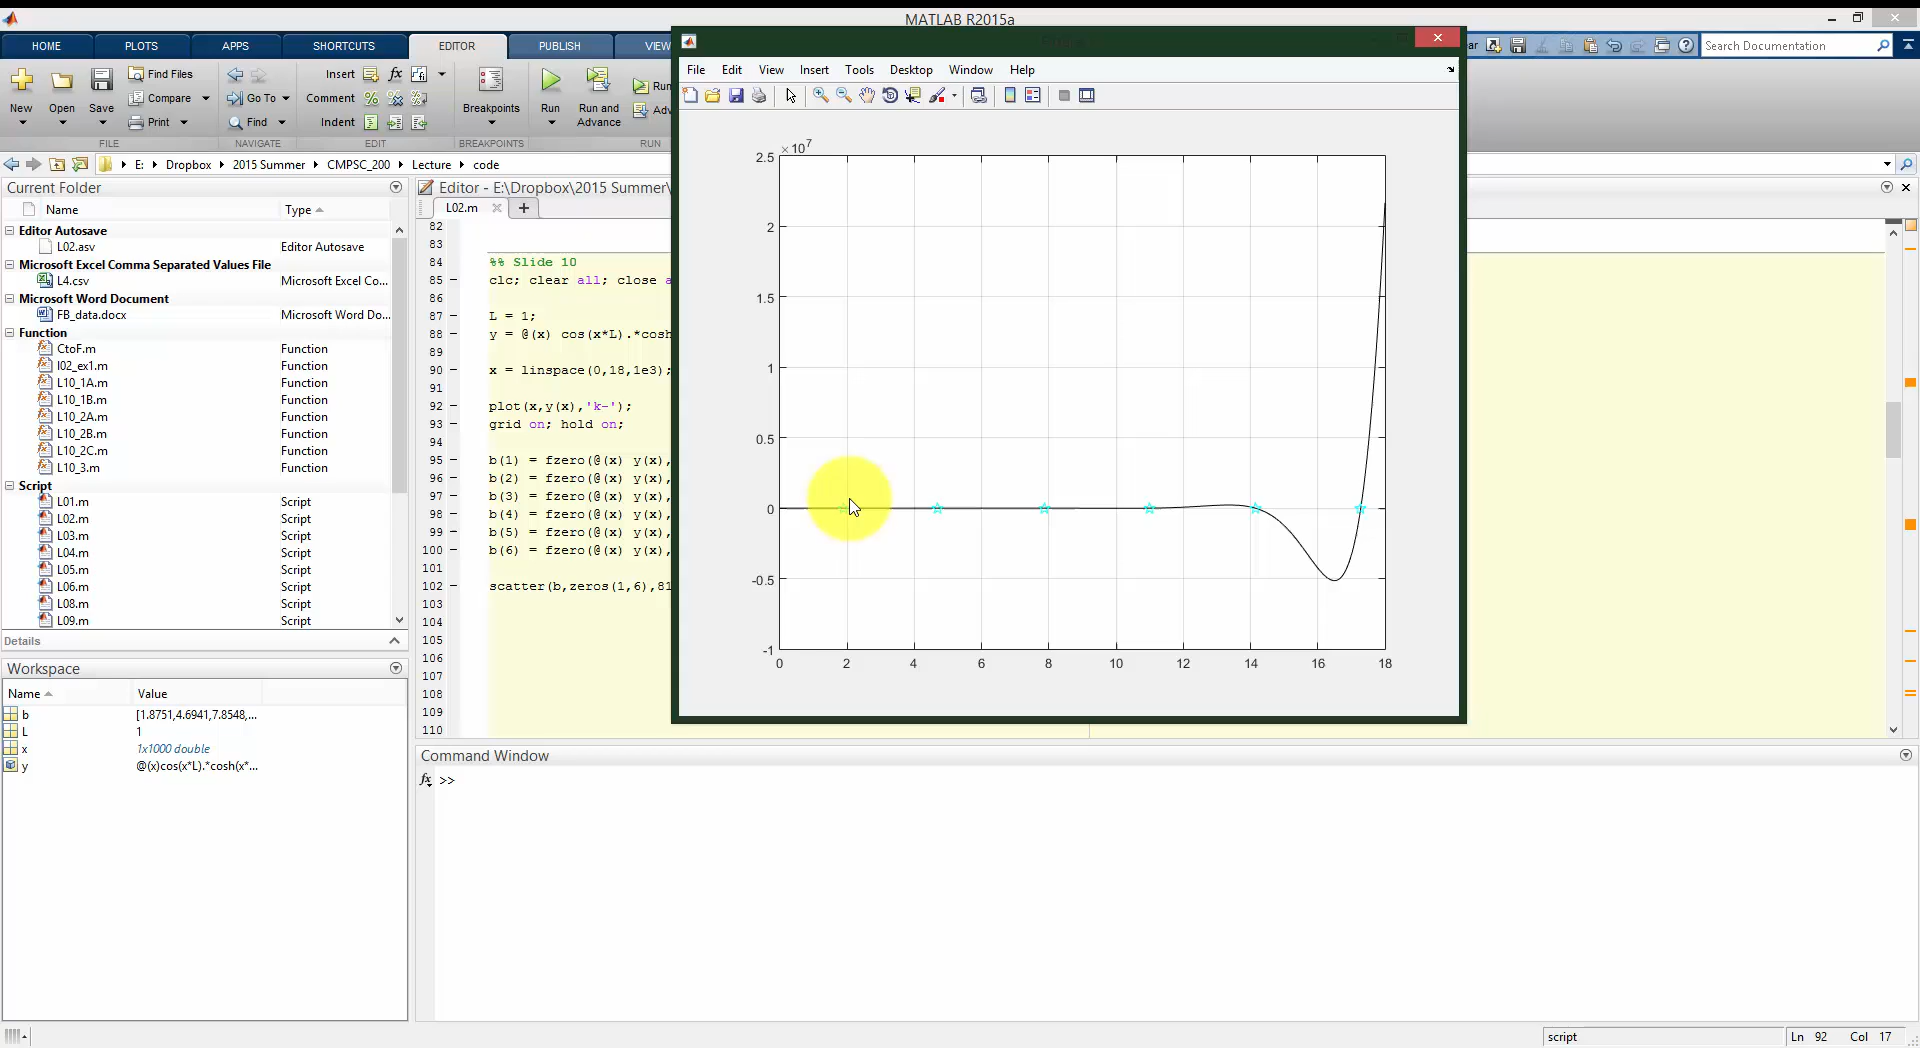 MATLAB R2015a
HOME PLOTS APPS SHORTCUTS EDITOR PUBLISH VIEW
Search Documentation
New Open Save Find Files Compare Print
Insert Comment Indent
Go To Find
Breakpoints Run Run and Advance
FILE NAVIGATE EDIT BREAKPOINTS RUN
E: Dropbox 2015 Summer CMPSC_200 Lecture code
Current Folder
Name Type
Editor Autosave
L02.asv Editor Autosave
Microsoft Excel Comma Separated Values File
L4.csv Microsoft Excel Co...
Microsoft Word Document
FB_data.docx Microsoft Word Do...
Function
CtoF.m Function
I02_ex1.m Function
L10_1A.m Function
L10_1B.m Function
L10_2A.m Function
L10_2B.m Function
L10_2C.m Function
L10_3.m Function
Script
L01.m Script
L02.m Script
L03.m Script
L04.m Script
L05.m Script
L06.m Script
L08.m Script
L09.m Script
Details
Workspace
Name Value
b [1.8751,4.6941,7.8548,...
L 1
x 1x1000 double
y @(x)cos(x*L).*cosh(x*...
Editor - E:\Dropbox\2015 Summer\
L02.m
82
83
84 %% Slide 10
85 clc; clear all; close a
86
87 L = 1;
88 y = @(x) cos(x*L).*cosh
89
90 x = linspace(0,18,1e3);
91
92 plot(x,y(x),'k-');
93 grid on; hold on;
94
95 b(1) = fzero(@(x) y(x),
96 b(2) = fzero(@(x) y(x),
97 b(3) = fzero(@(x) y(x),
98 b(4) = fzero(@(x) y(x),
99 b(5) = fzero(@(x) y(x),
100 b(6) = fzero(@(x) y(x),
101
102 scatter(b,zeros(1,6),81
103
104
105
106
107
108
109
110
File Edit View Insert Tools Desktop Window Help
×10⁷
2.5
2
1.5
1
0.5
0
-0.5
-1
0 2 4 6 8 10 12 14 16 18
Command Window
fx >>
script Ln 92 Col 17